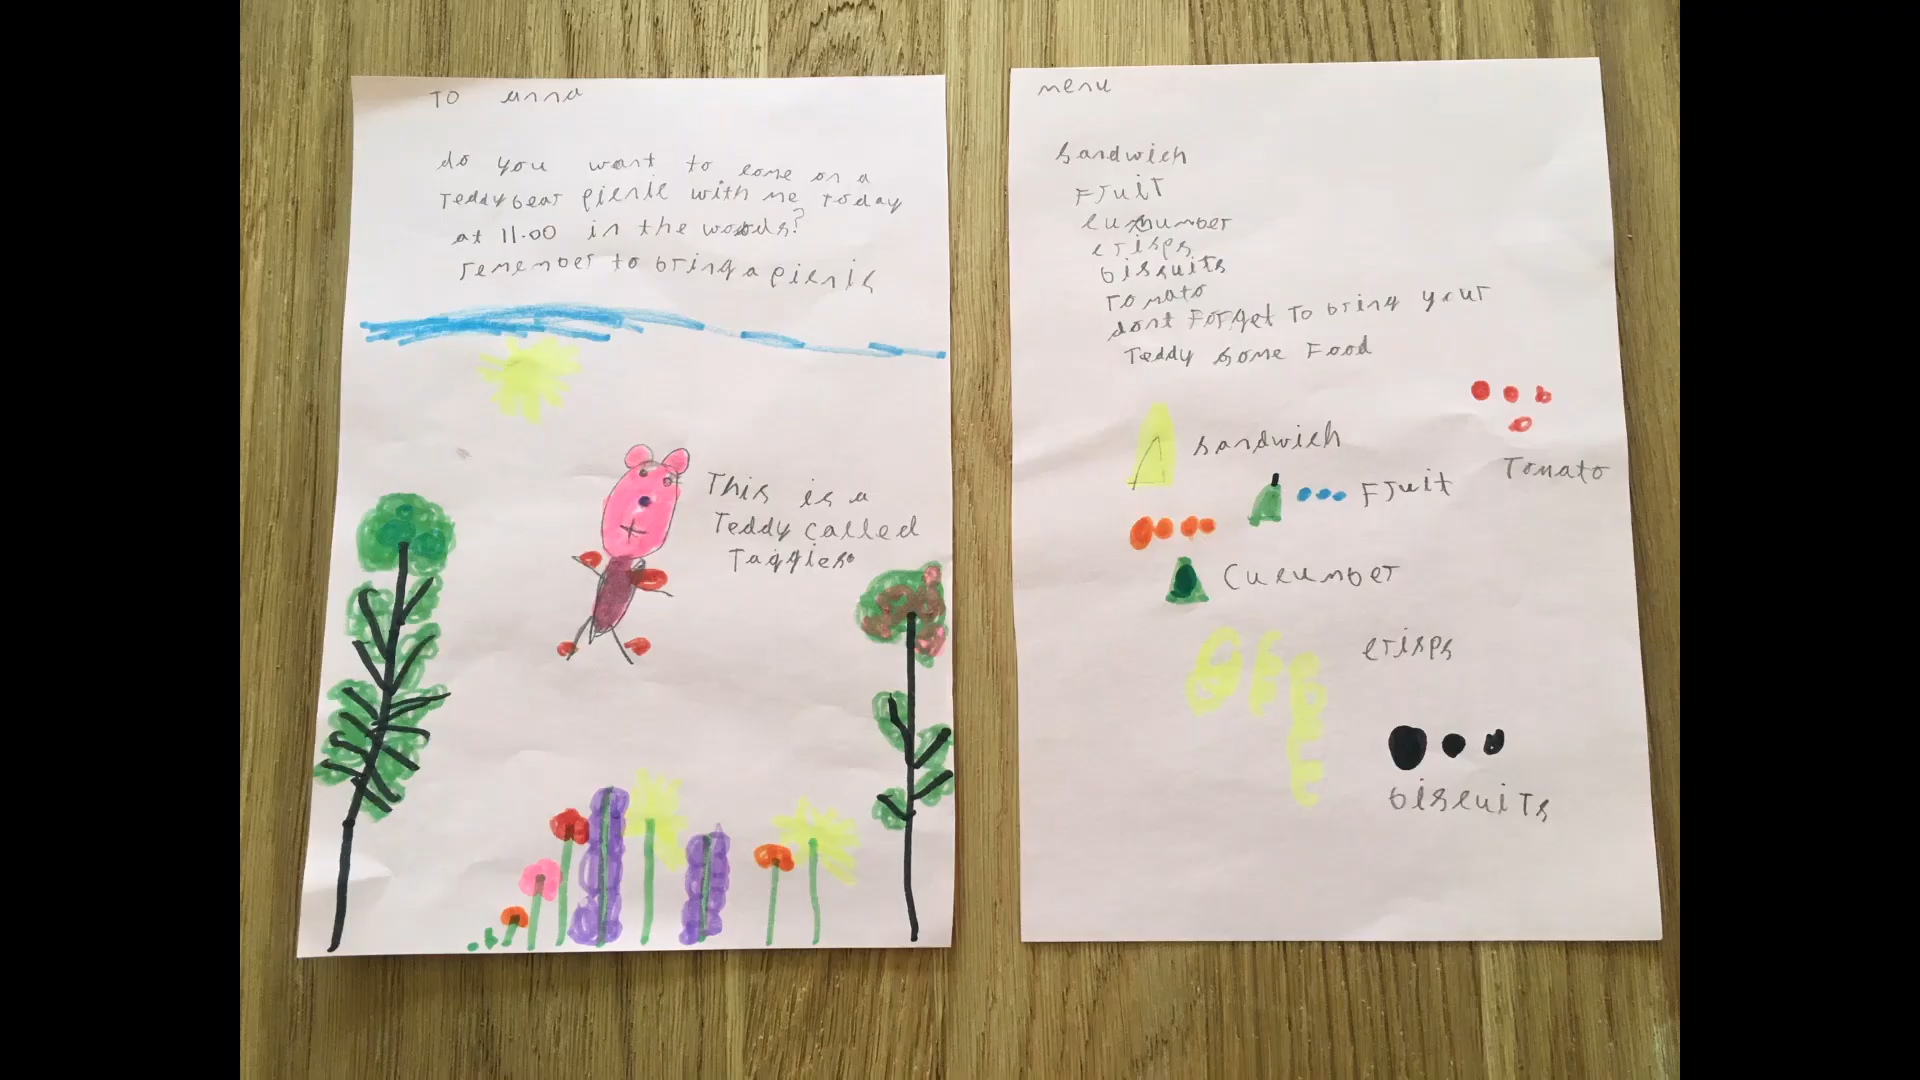 To anna
do you want to come on a
Teddybear picnic with me today
at 11.00 in the woods?
remember to bring a picnic
This is a
Teddy called
Taggies.
menu
sandwich
Fruit
cucumber
crisps
biscuits
Tomato
dont Forget To bring your
Teddy some Food
sandwich
Tomato
Fruit
Cucumber
crisps
biscuits